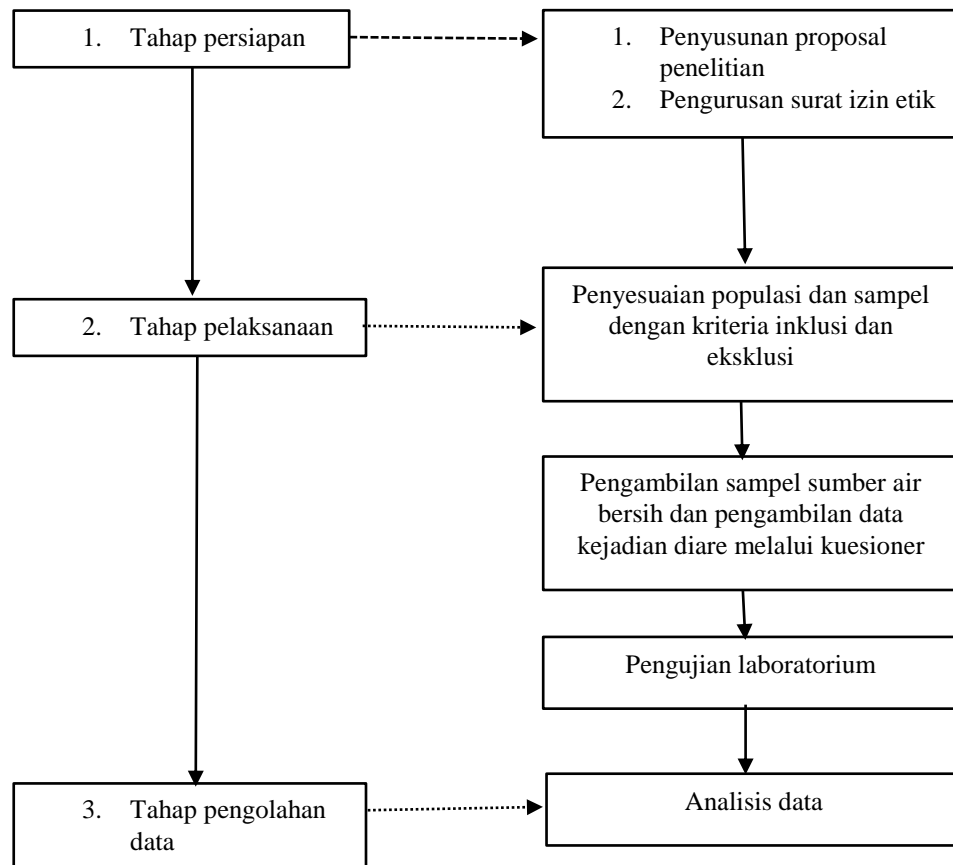 1. Tahap persiapan
1. Penyusunan proposal
penelitian
2. Pengurusan surat izin etik
2. Tahap pelaksanaan
Penyesuaian populasi dan sampel
dengan kriteria inklusi dan
eksklusi
Pengambilan sampel sumber air
bersih dan pengambilan data
kejadian diare melalui kuesioner
Pengujian laboratorium
3. Tahap pengolahan
data
Analisis data